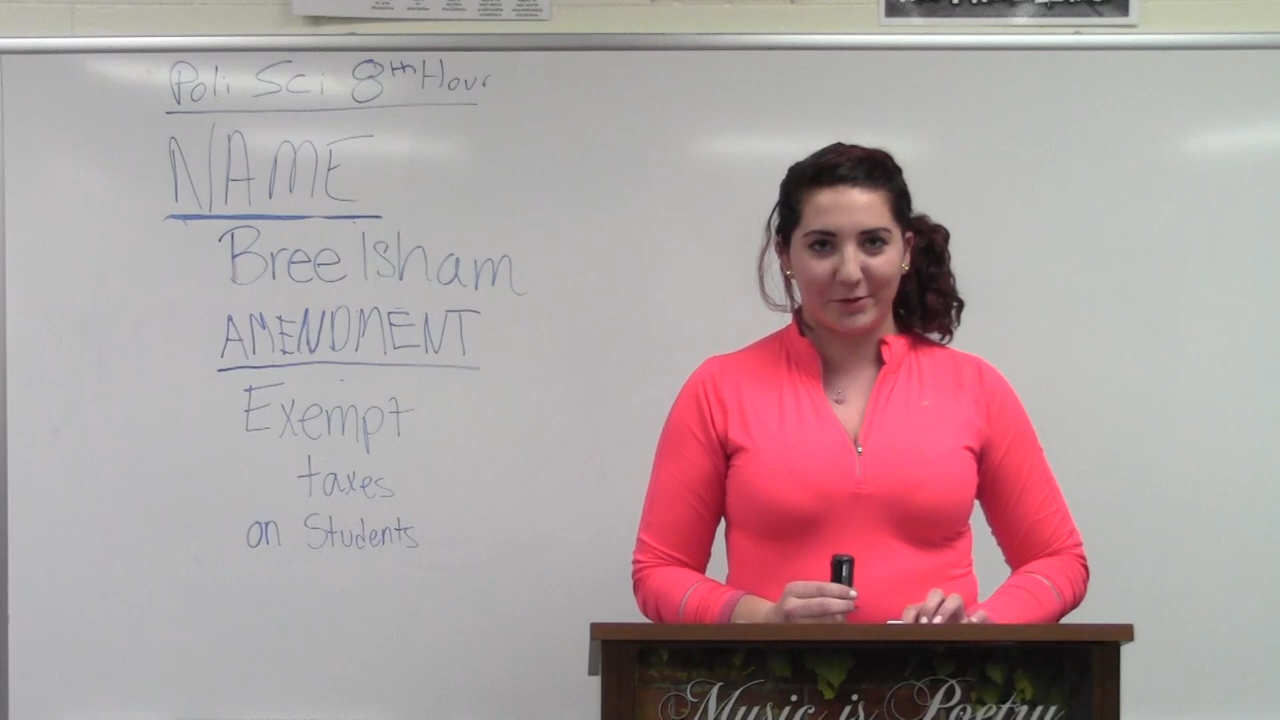 Poli Sci 8th Hour
NAME
Bree Isham
AMENDMENT
Exempt
taxes
on Students
Music is Poetry